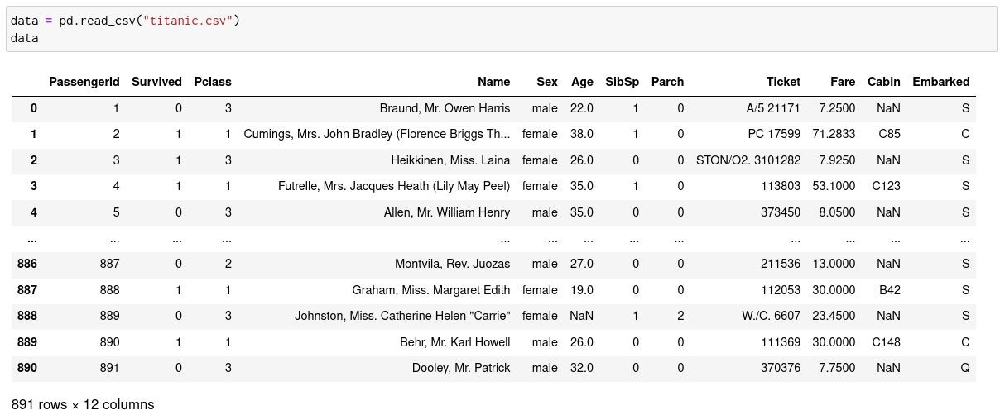 data = pd.read_csv("titanic.csv")
data
PassengerId Survived Pclass Name Sex Age SibSp Parch Ticket Fare Cabin Embarked
0 1 0 3 Braund, Mr. Owen Harris male 22.0 1 0 A/5 21171 7.2500 NaN S
1 2 1 1 Cumings, Mrs. John Bradley (Florence Briggs Th... female 38.0 1 0 PC 17599 71.2833 C85 C
2 3 1 3 Heikkinen, Miss. Laina female 26.0 0 0 STON/O2. 3101282 7.9250 NaN S
3 4 1 1 Futrelle, Mrs. Jacques Heath (Lily May Peel) female 35.0 1 0 113803 53.1000 C123 S
4 5 0 3 Allen, Mr. William Henry male 35.0 0 0 373450 8.0500 NaN S
... ... ... ... ... ... ... ... ... ... ... ... ...
886 887 0 2 Montvila, Rev. Juozas male 27.0 0 0 211536 13.0000 NaN S
887 888 1 1 Graham, Miss. Margaret Edith female 19.0 0 0 112053 30.0000 B42 S
888 889 0 3 Johnston, Miss. Catherine Helen "Carrie" female NaN 1 2 W./C. 6607 23.4500 NaN S
889 890 1 1 Behr, Mr. Karl Howell male 26.0 0 0 111369 30.0000 C148 C
890 891 0 3 Dooley, Mr. Patrick male 32.0 0 0 370376 7.7500 NaN Q
891 rows × 12 columns